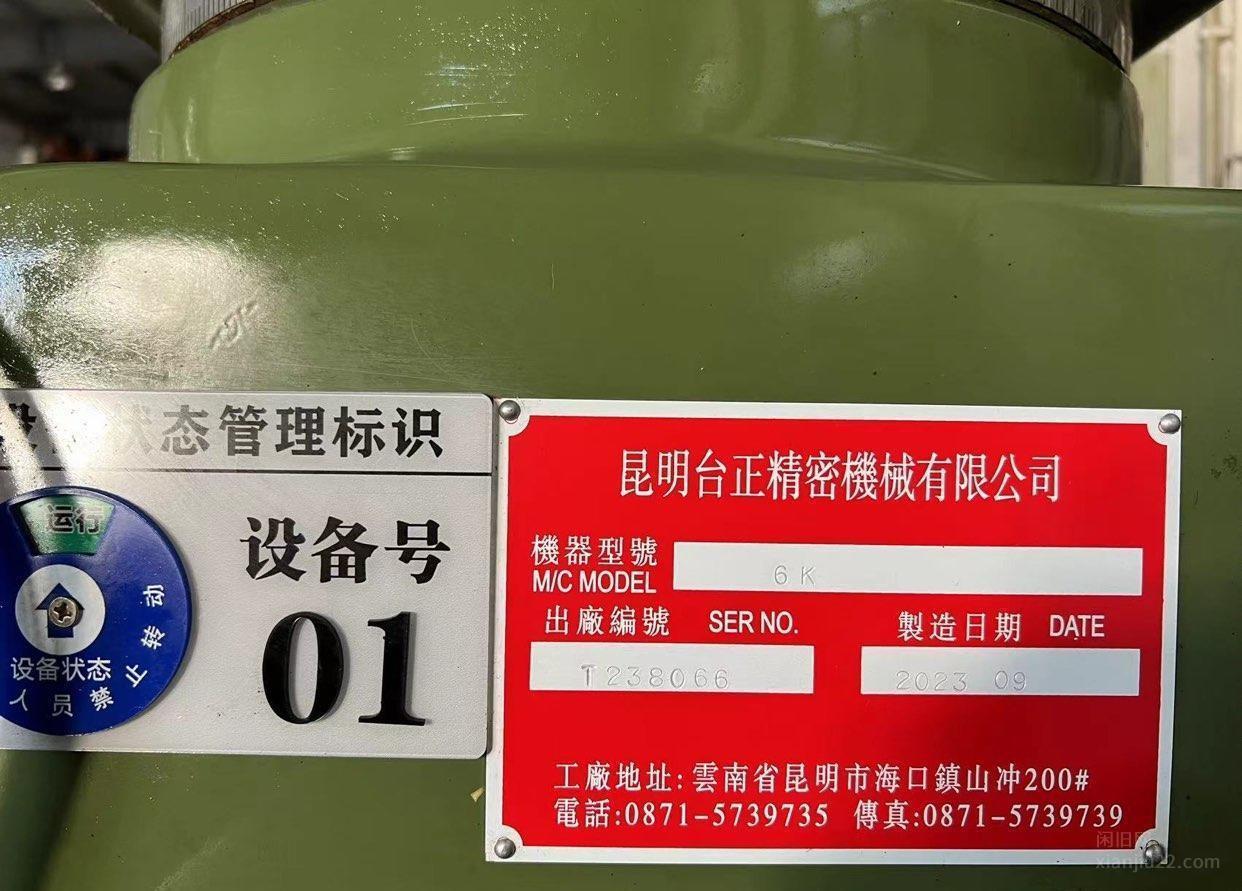 状态管理标识
运行
设备状态
人员禁止转动
设备号
01
昆明台正精密機械有限公司
機器型號
M/C MODEL 6K
出廠編號 SER NO. 製造日期 DATE
T238066 2023 09
工廠地址:雲南省昆明市海口鎮山冲200#
電話:0871-5739735 傳真:0871-5739739
xianjiu22.com